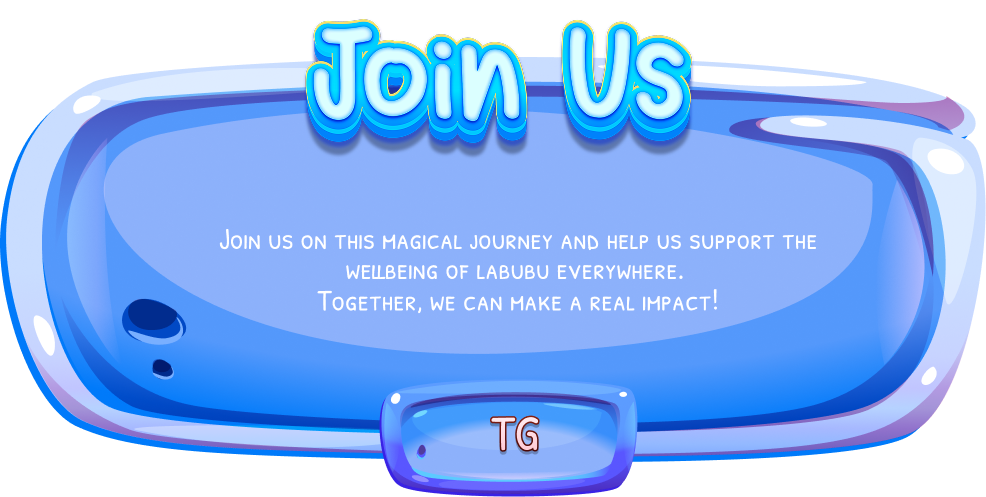 Join Us
Join us on this magical journey and help us support the
wellbeing of labubu everywhere.
Together, we can make a real impact!
TG